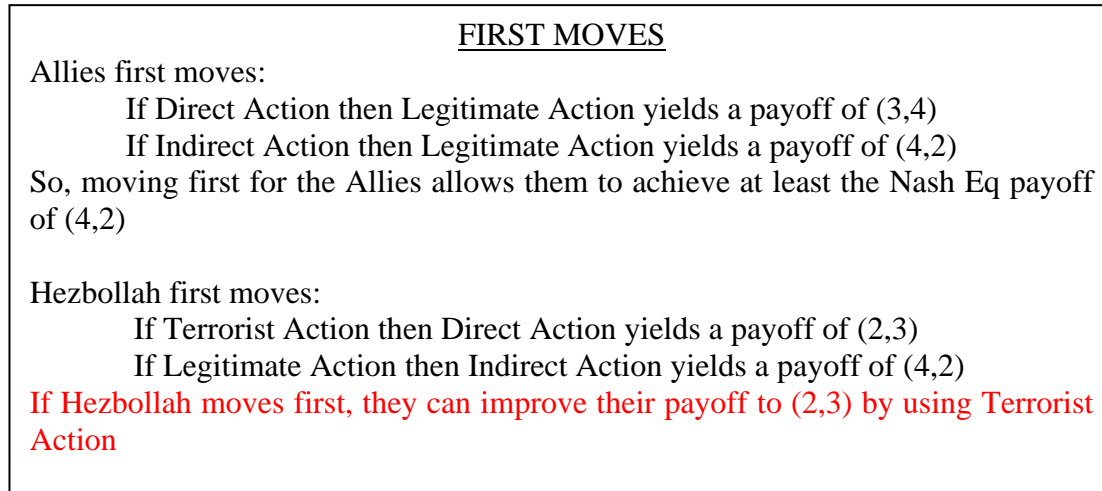 FIRST MOVES
Allies first moves:
If Direct Action then Legitimate Action yields a payoff of (3,4)
If Indirect Action then Legitimate Action yields a payoff of (4,2)
So, moving first for the Allies allows them to achieve at least the Nash Eq payoff
of (4,2)
Hezbollah first moves:
If Terrorist Action then Direct Action yields a payoff of (2,3)
If Legitimate Action then Indirect Action yields a payoff of (4,2)
If Hezbollah moves first, they can improve their payoff to (2,3) by using Terrorist
Action